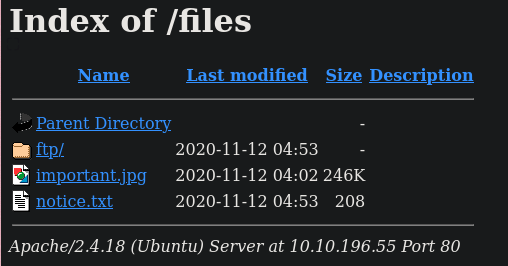 Index of /files
Name Last modified Size Description
Parent Directory -
ftp/ 2020-11-12 04:53 -
important.jpg 2020-11-12 04:02 246K
notice.txt 2020-11-12 04:53 208
Apache/2.4.18 (Ubuntu) Server at 10.10.196.55 Port 80